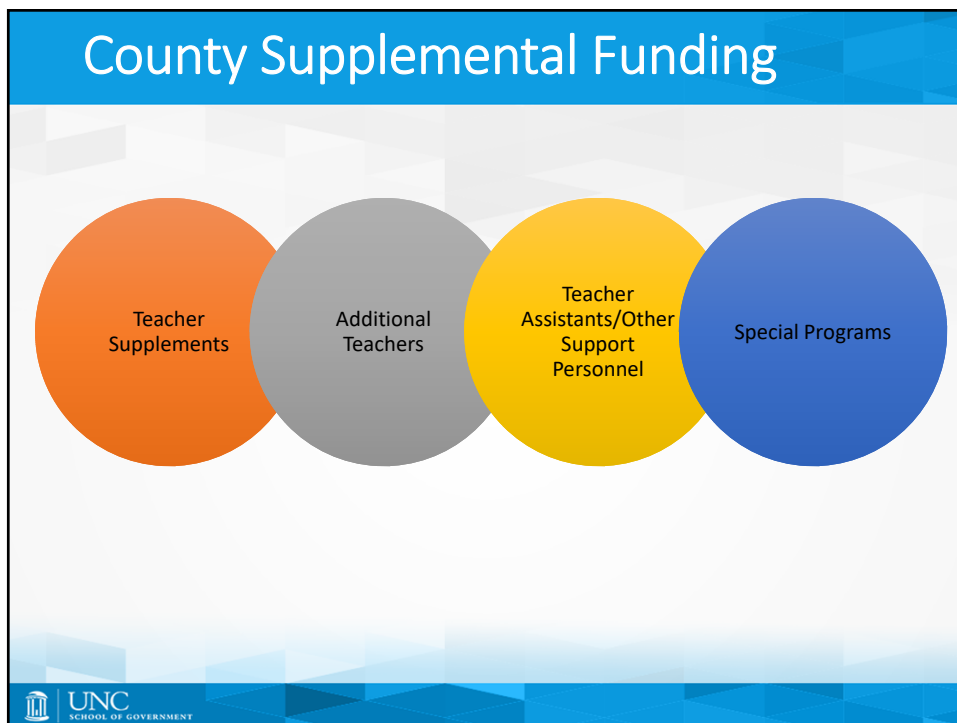 County Supplemental Funding
Teacher
Supplements
Additional
Teachers
Teacher
Assistants/Other
Support
Personnel
Special Programs
UNC
SCHOOL OF GOVERNMENT